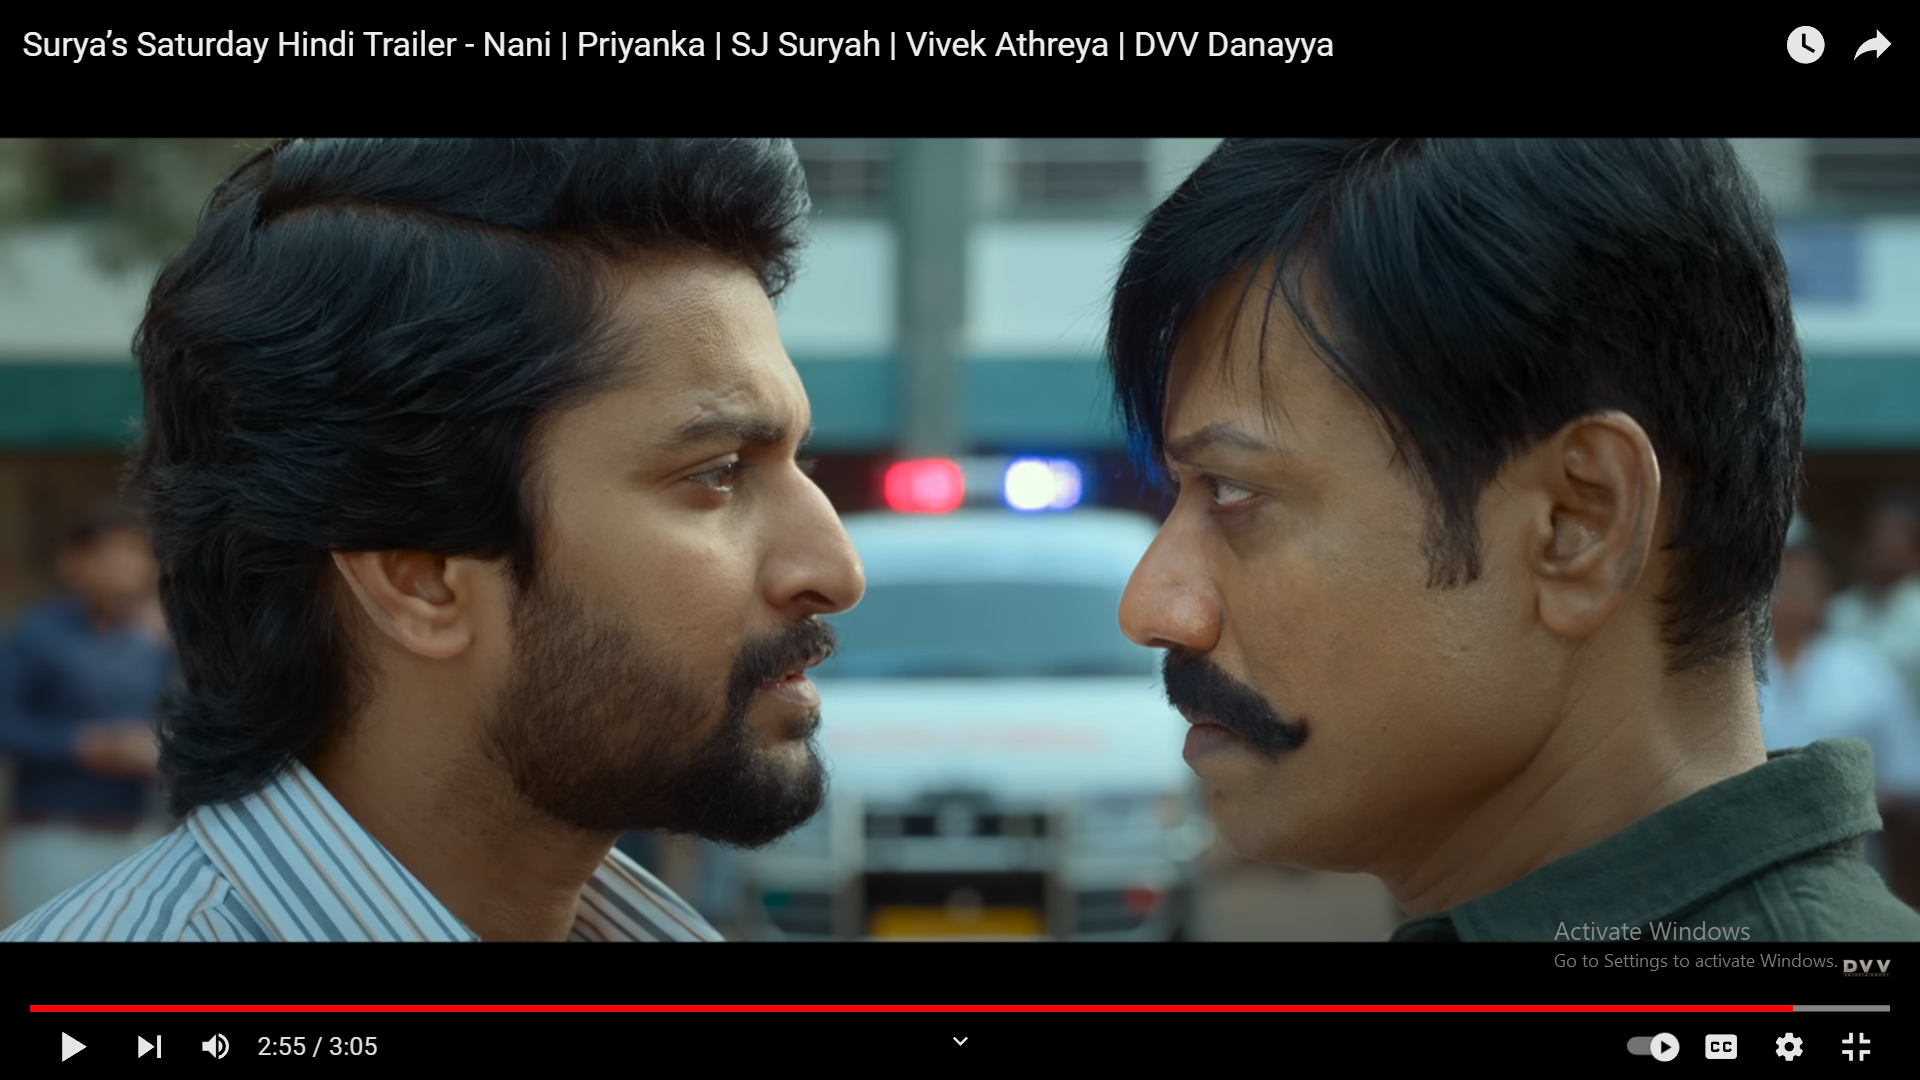 Surya’s Saturday Hindi Trailer - Nani | Priyanka | SJ Suryah | Vivek Athreya | DVV Danayya
Activate Windows
Go to Settings to activate Windows.
DVV
2:55 / 3:05
CC